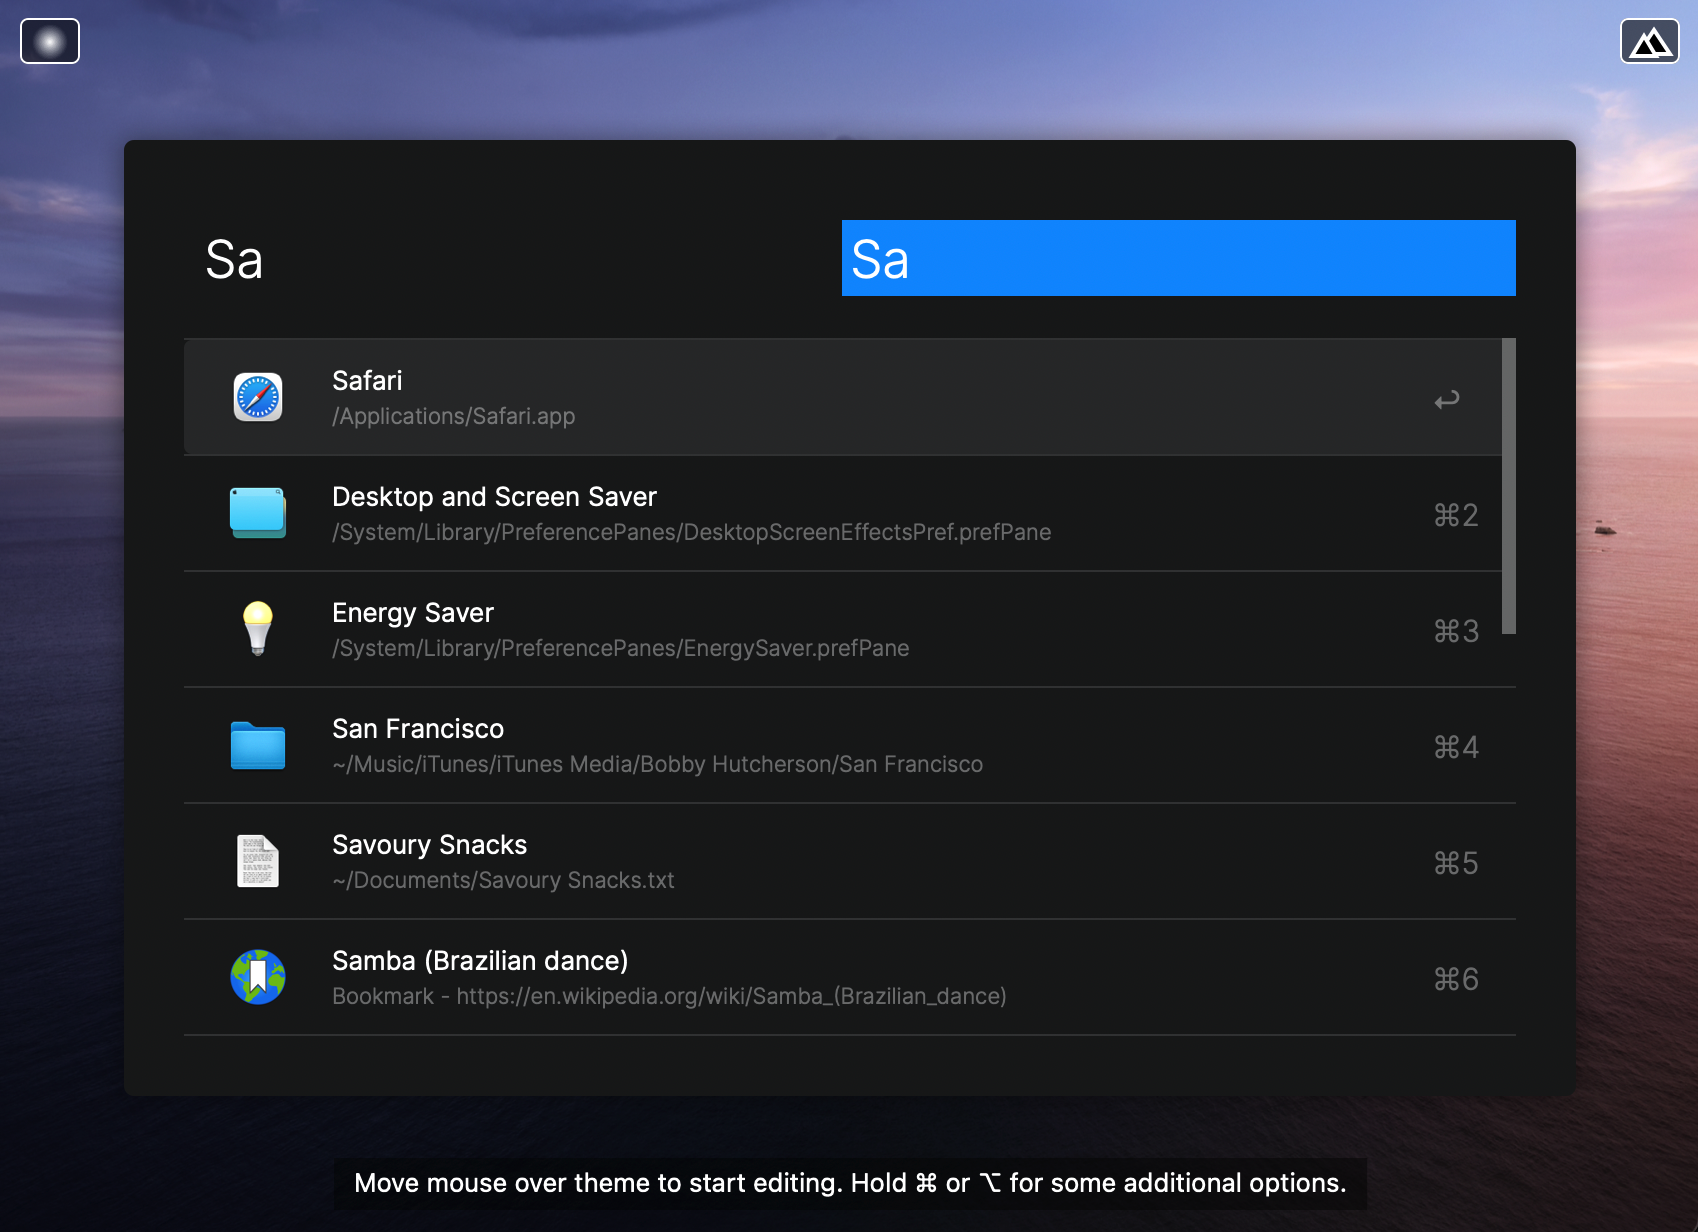 Sa Sa
Safari
/Applications/Safari.app
↩
Desktop and Screen Saver
/System/Library/PreferencePanes/DesktopScreenEffectsPref.prefPane
⌘2
Energy Saver
/System/Library/PreferencePanes/EnergySaver.prefPane
⌘3
San Francisco
~/Music/iTunes/iTunes Media/Bobby Hutcherson/San Francisco
⌘4
Savoury Snacks
~/Documents/Savoury Snacks.txt
⌘5
Samba (Brazilian dance)
Bookmark - https://en.wikipedia.org/wiki/Samba_(Brazilian_dance)
⌘6
Move mouse over theme to start editing. Hold ⌘ or ⌥ for some additional options.